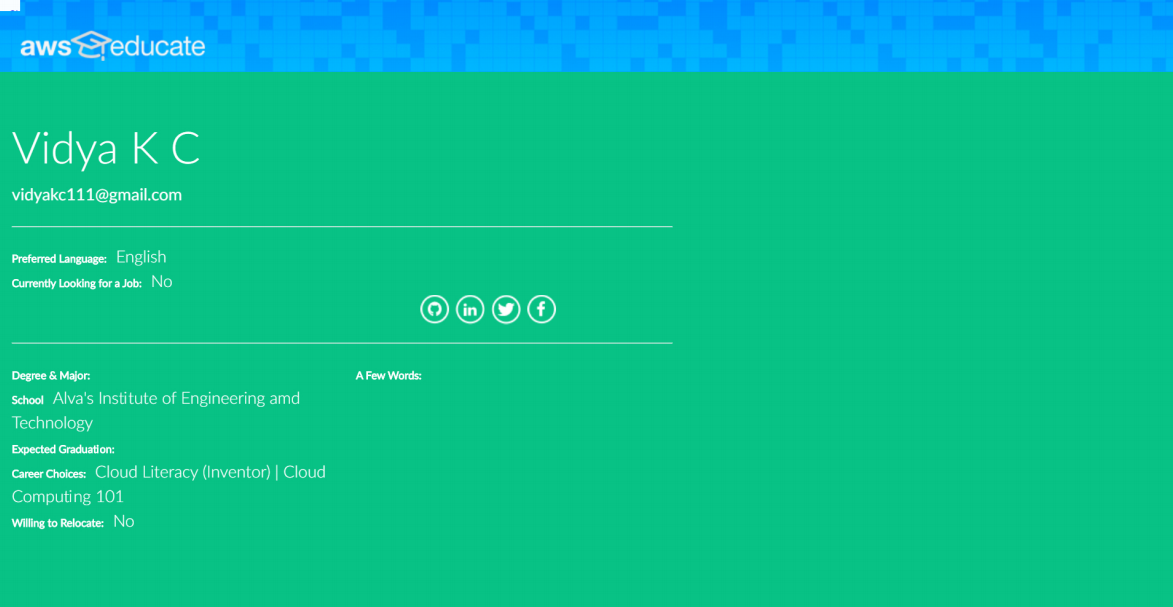 aws educate
Vidya K C
vidyakc111@gmail.com
Preferred Language: English
Currently Looking for a Job: No
Degree & Major:
School Alva's Institute of Engineering amd
Technology
Expected Graduation:
Career Choices: Cloud Literacy (Inventor) | Cloud
Computing 101
Willing to Relocate: No
A Few Words: